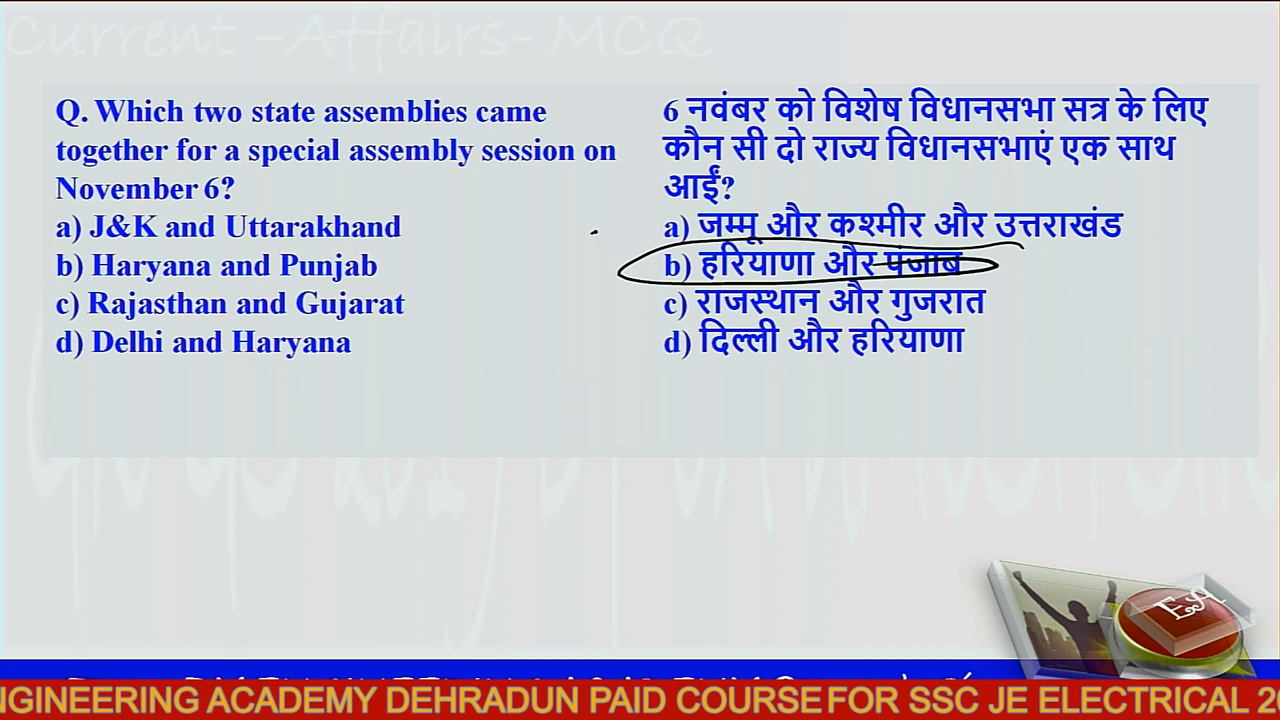 Current -Affairs- MCQ
Q. Which two state assemblies came
together for a special assembly session on
November 6?
a) J&K and Uttarakhand
b) Haryana and Punjab
c) Rajasthan and Gujarat
d) Delhi and Haryana
6 नवंबर को विशेष विधानसभा सत्र के लिए
कौन सी दो राज्य विधानसभाएं एक साथ
आईं?
a) जम्मू और कश्मीर और उत्तराखंड
b) हरियाणा और पंजाब
c) राजस्थान और गुजरात
d) दिल्ली और हरियाणा
EA
NGINEERING ACADEMY DEHRADUN PAID COURSE FOR SSC JE ELECTRICAL 20